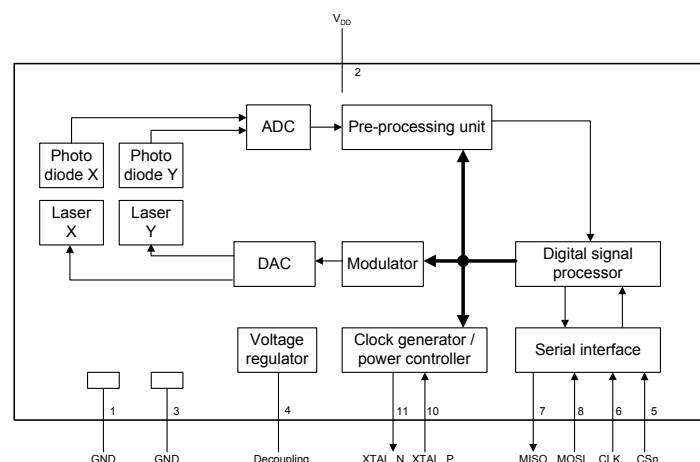 VDD
2
ADC
Pre-processing unit
Photo
diode X
Photo
diode Y
Laser
X
Laser
Y
DAC
Modulator
Digital signal
processor
Voltage
regulator
Clock generator /
power controller
Serial interface
1
3
4
11
10
7
8
6
5
GND
GND
Decoupling
XTAL_N
XTAL_P
MISO
MOSI
CLK
CSn